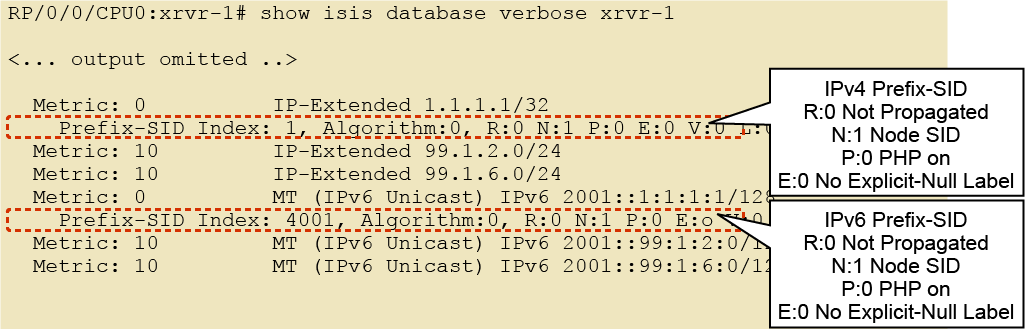 RP/0/0/CPU0:xrvr-1# show isis database verbose xrvr-1
<... output omitted ..>
Metric: 0 IP-Extended 1.1.1.1/32
Prefix-SID Index: 1, Algorithm:0, R:0 N:1 P:0 E:0 V:0 L:0
Metric: 10 IP-Extended 99.1.2.0/24
Metric: 10 IP-Extended 99.1.6.0/24
Metric: 0 MT (IPv6 Unicast) IPv6 2001::1:1:1:1/128
Prefix-SID Index: 4001, Algorithm:0, R:0 N:1 P:0 E:o V:0
Metric: 10 MT (IPv6 Unicast) IPv6 2001::99:1:2:0/1
Metric: 10 MT (IPv6 Unicast) IPv6 2001::99:1:6:0/12
IPv4 Prefix-SID
R:0 Not Propagated
N:1 Node SID
P:0 PHP on
E:0 No Explicit-Null Label
IPv6 Prefix-SID
R:0 Not Propagated
N:1 Node SID
P:0 PHP on
E:0 No Explicit-Null Label